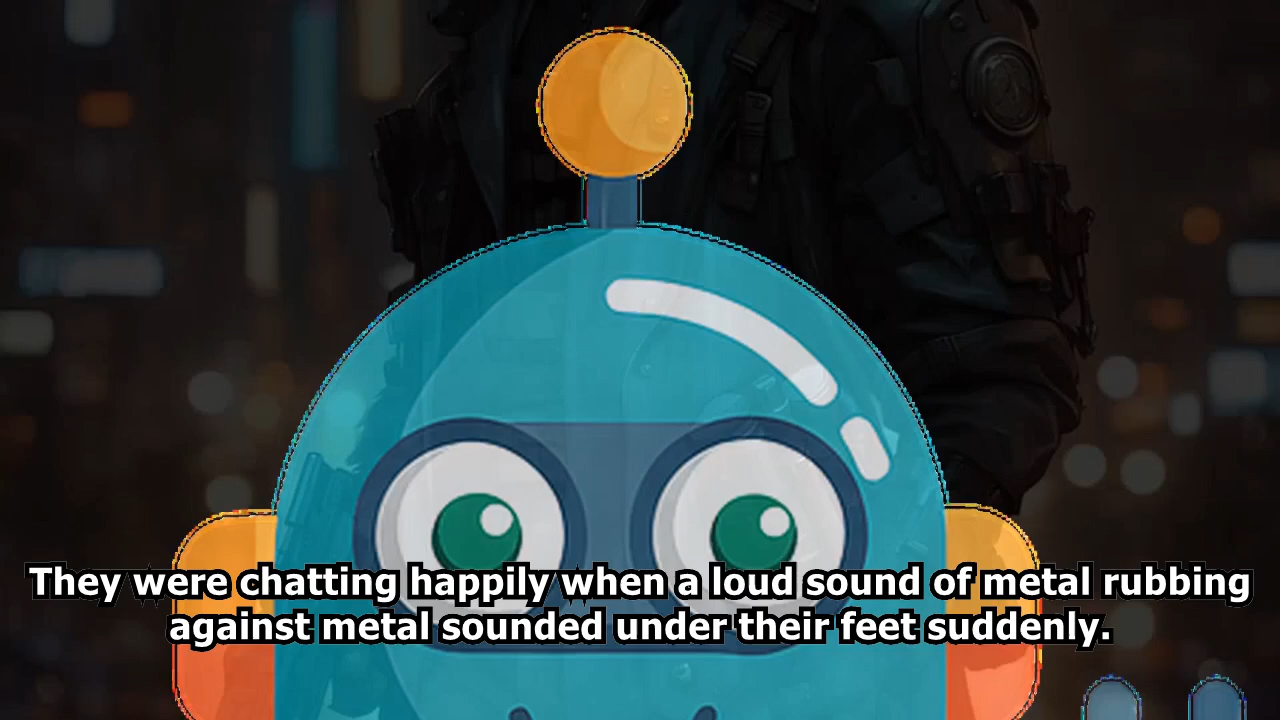 They were chatting happily when a loud sound of metal rubbing
against metal sounded under their feet suddenly.